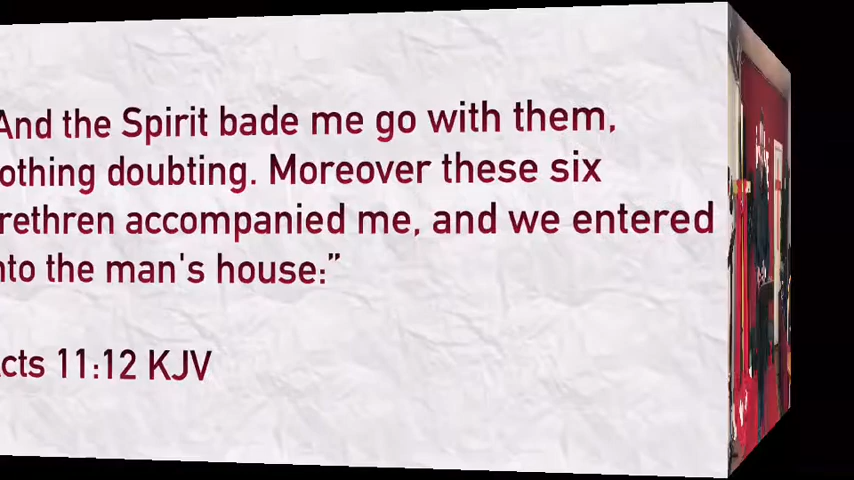 And the Spirit bade me go with them,
othing doubting. Moreover these six
rethren accompanied me, and we entered
nto the man's house:”
cts 11:12 KJV